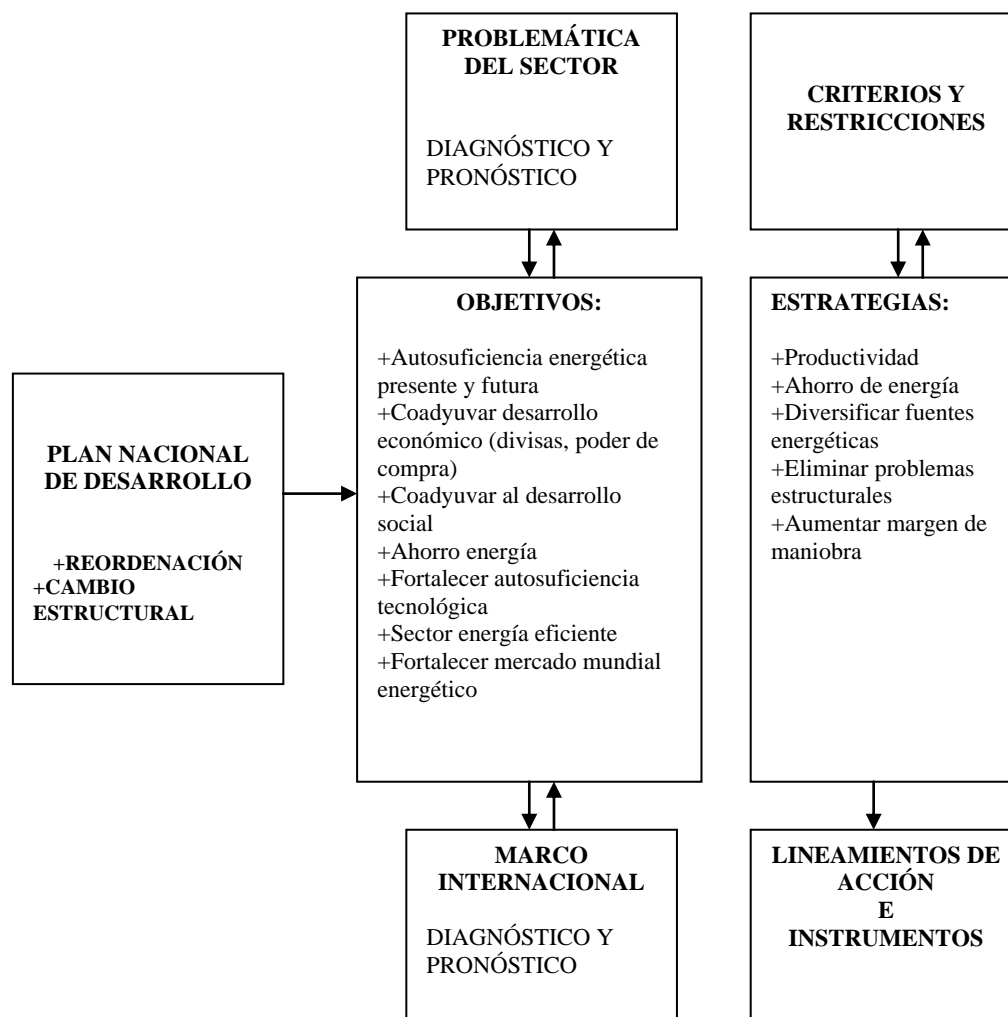 PROBLEMÁTICA
DEL SECTOR
DIAGNÓSTICO Y
PRONÓSTICO
CRITERIOS Y
RESTRICCIONES
PLAN NACIONAL
DE DESARROLLO
+REORDENACIÓN
+CAMBIO
ESTRUCTURAL
OBJETIVOS:
+Autosuficiencia energética
presente y futura
+Coadyuvar desarrollo
económico (divisas, poder de
compra)
+Coadyuvar al desarrollo
social
+Ahorro energía
+Fortalecer autosuficiencia
tecnológica
+Sector energía eficiente
+Fortalecer mercado mundial
energético
ESTRATEGIAS:
+Productividad
+Ahorro de energía
+Diversificar fuentes
energéticas
+Eliminar problemas
estructurales
+Aumentar margen de
maniobra
MARCO
INTERNACIONAL
DIAGNÓSTICO Y
PRONÓSTICO
LINEAMIENTOS DE
ACCIÓN
E
INSTRUMENTOS